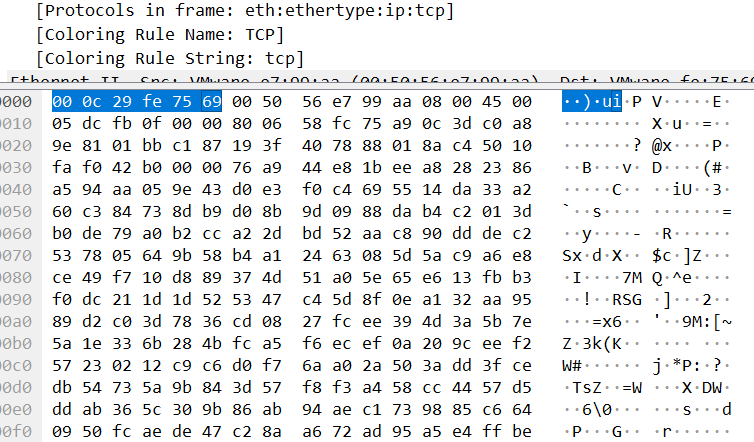 [Protocols in frame: eth:ethertype:ip:tcp]
[Coloring Rule Name: TCP]
[Coloring Rule String: tcp]
Ethernet II, Src: VMware_e7:99:aa (00:50:56:e7:99:aa), Dst: VMware_fe:75:69
0000 00 0c 29 fe 75 69 00 50 56 e7 99 aa 08 00 45 00 ··)·ui·P V·····E·
0010 05 dc fb 0f 00 00 80 06 58 fc 75 a9 0c 3d c0 a8 ········ X·u··=··
0020 9e 81 01 bb c1 87 19 3f 40 78 88 01 8a c4 50 10 ·······? @x····P·
0030 fa f0 42 b0 00 00 76 a9 44 e8 1b ee a8 28 23 86 ··B···v· D····(#·
0040 a5 94 aa 05 9e 43 d0 e3 f0 c4 69 55 14 da 33 a2 ·····C·· ··iU··3·
0050 60 c3 84 73 8d b9 d0 8b 9d 09 88 da b4 c2 01 3d `··s···· ·······=
0060 b0 de 79 a0 b2 cc a2 2d bd 52 aa c8 90 dd de c2 ··y····- ·R······
0070 53 78 05 64 9b 58 b4 a1 24 63 08 5d 5a c9 a6 e8 Sx·d·X·· $c·]Z···
0080 ce 49 f7 10 d8 89 37 4d 51 a0 5e 65 e6 13 fb b3 ·I····7M Q·^e····
0090 f0 dc 21 1d 1d 52 53 47 c4 5d 8f 0e a1 32 aa 95 ··!··RSG ·]···2··
00a0 89 d2 c0 3d 78 36 cd 08 27 fc ee 39 4d 3a 5b 7e ···=x6·· '··9M:[~
00b0 5a 1e 33 6b 28 4b fc a5 f6 ec ef 0a 20 9c ee f2 Z·3k(K·· ···· ···
00c0 57 23 02 12 c9 c6 d0 f7 6a a0 2a 50 3a dd 3f ce W#······ j·*P:·?·
00d0 db 54 73 5a 9b 84 3d 57 f8 f3 a4 58 cc 44 57 d5 ·TsZ··=W ···X·DW·
00e0 dd ab 36 5c 30 9b 86 ab 94 ae c1 73 98 85 c6 64 ··6\0··· ···s···d
00f0 09 50 fc ae de 47 c2 8a a6 72 ad 95 a5 e4 ff be ·P···G·· ·r······